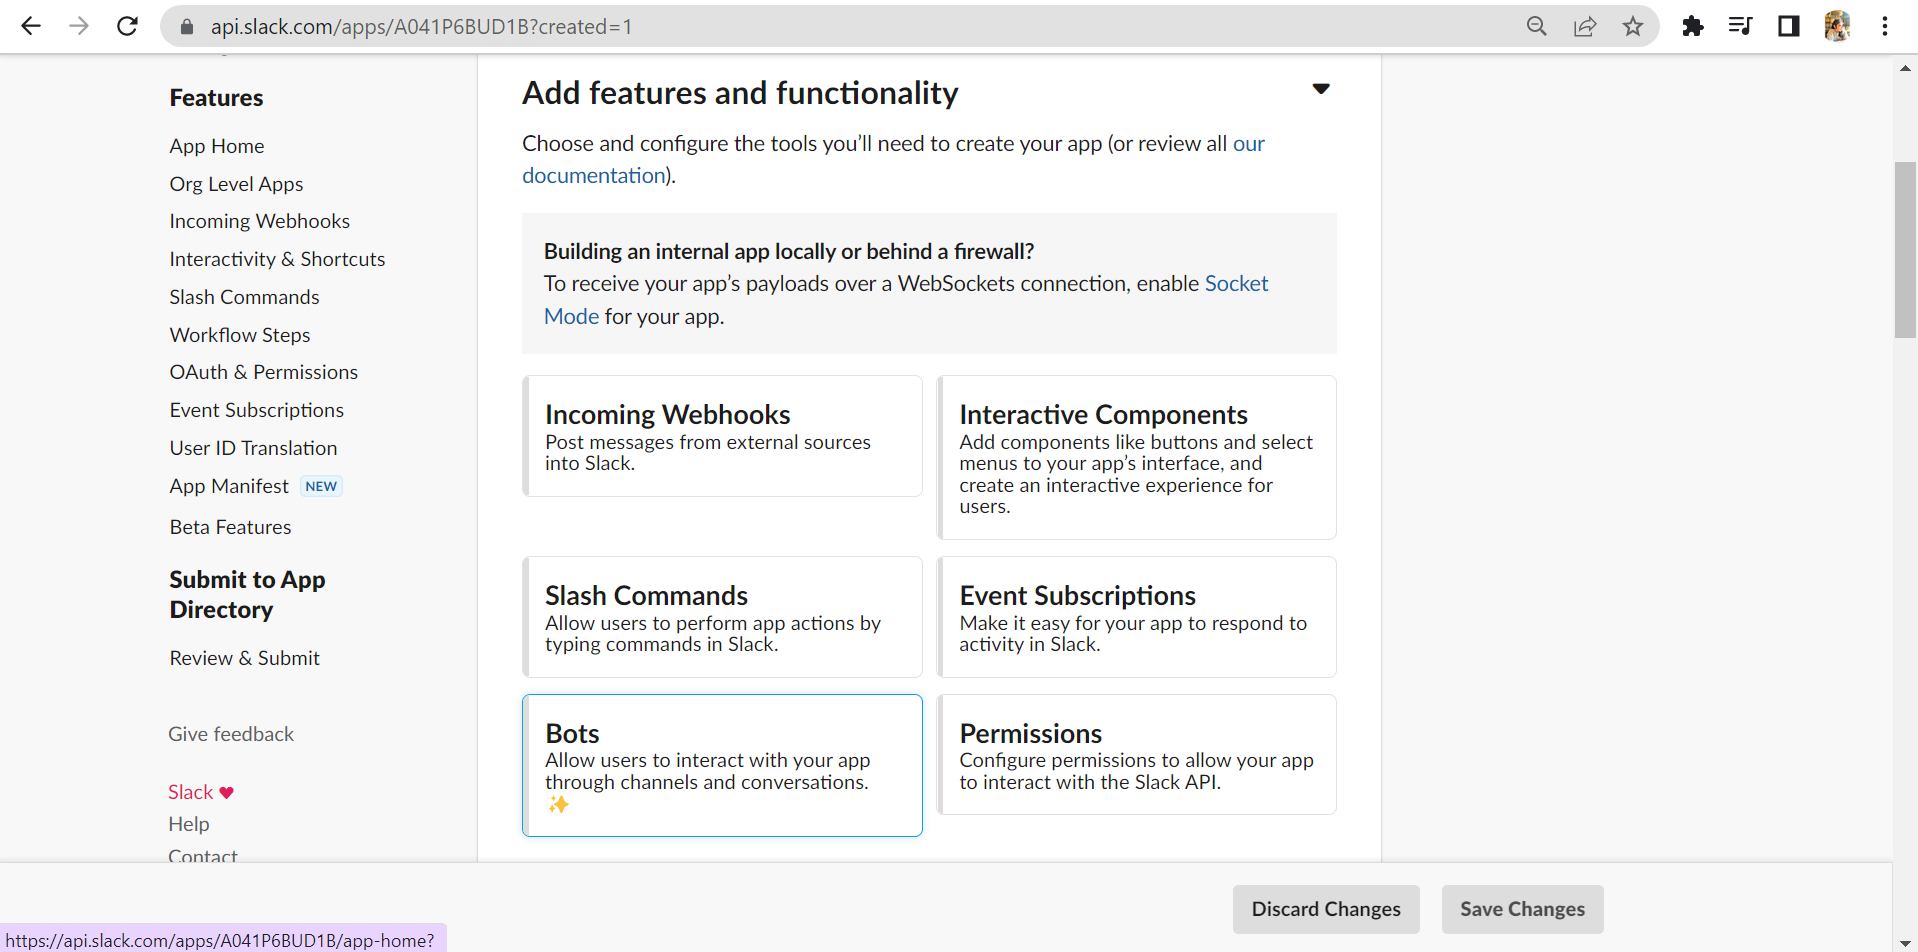 api.slack.com/apps/A041P6BUD1B?created=1
Features
App Home
Org Level Apps
Incoming Webhooks
Interactivity & Shortcuts
Slash Commands
Workflow Steps
OAuth & Permissions
Event Subscriptions
User ID Translation
App Manifest NEW
Beta Features
Submit to App
Directory
Review & Submit
Give feedback
Slack ♥
Help
Contact
Add features and functionality
Choose and configure the tools you’ll need to create your app (or review all our
documentation).
Building an internal app locally or behind a firewall?
To receive your app’s payloads over a WebSockets connection, enable Socket
Mode for your app.
Incoming Webhooks
Post messages from external sources
into Slack.
Interactive Components
Add components like buttons and select
menus to your app’s interface, and
create an interactive experience for
users.
Slash Commands
Allow users to perform app actions by
typing commands in Slack.
Event Subscriptions
Make it easy for your app to respond to
activity in Slack.
Bots
Allow users to interact with your app
through channels and conversations.
✨
Permissions
Configure permissions to allow your app
to interact with the Slack API.
Discard Changes
Save Changes
https://api.slack.com/apps/A041P6BUD1B/app-home?